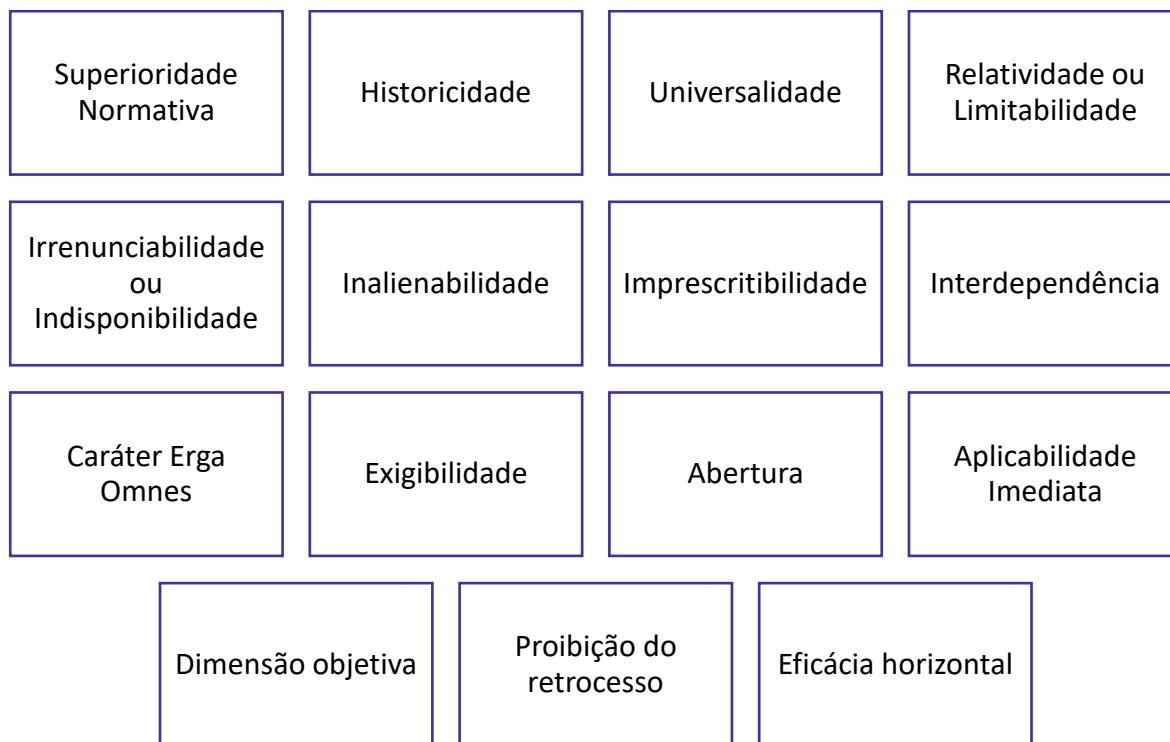 Superioridade
Normativa
Historicidade
Universalidade
Relatividade ou
Limitabilidade
Irrenunciabilidade
ou
Indisponibilidade
Inalienabilidade
Imprescritibilidade
Interdependência
Caráter Erga
Omnes
Exigibilidade
Abertura
Aplicabilidade
Imediata
Dimensão objetiva
Proibição do
retrocesso
Eficácia horizontal